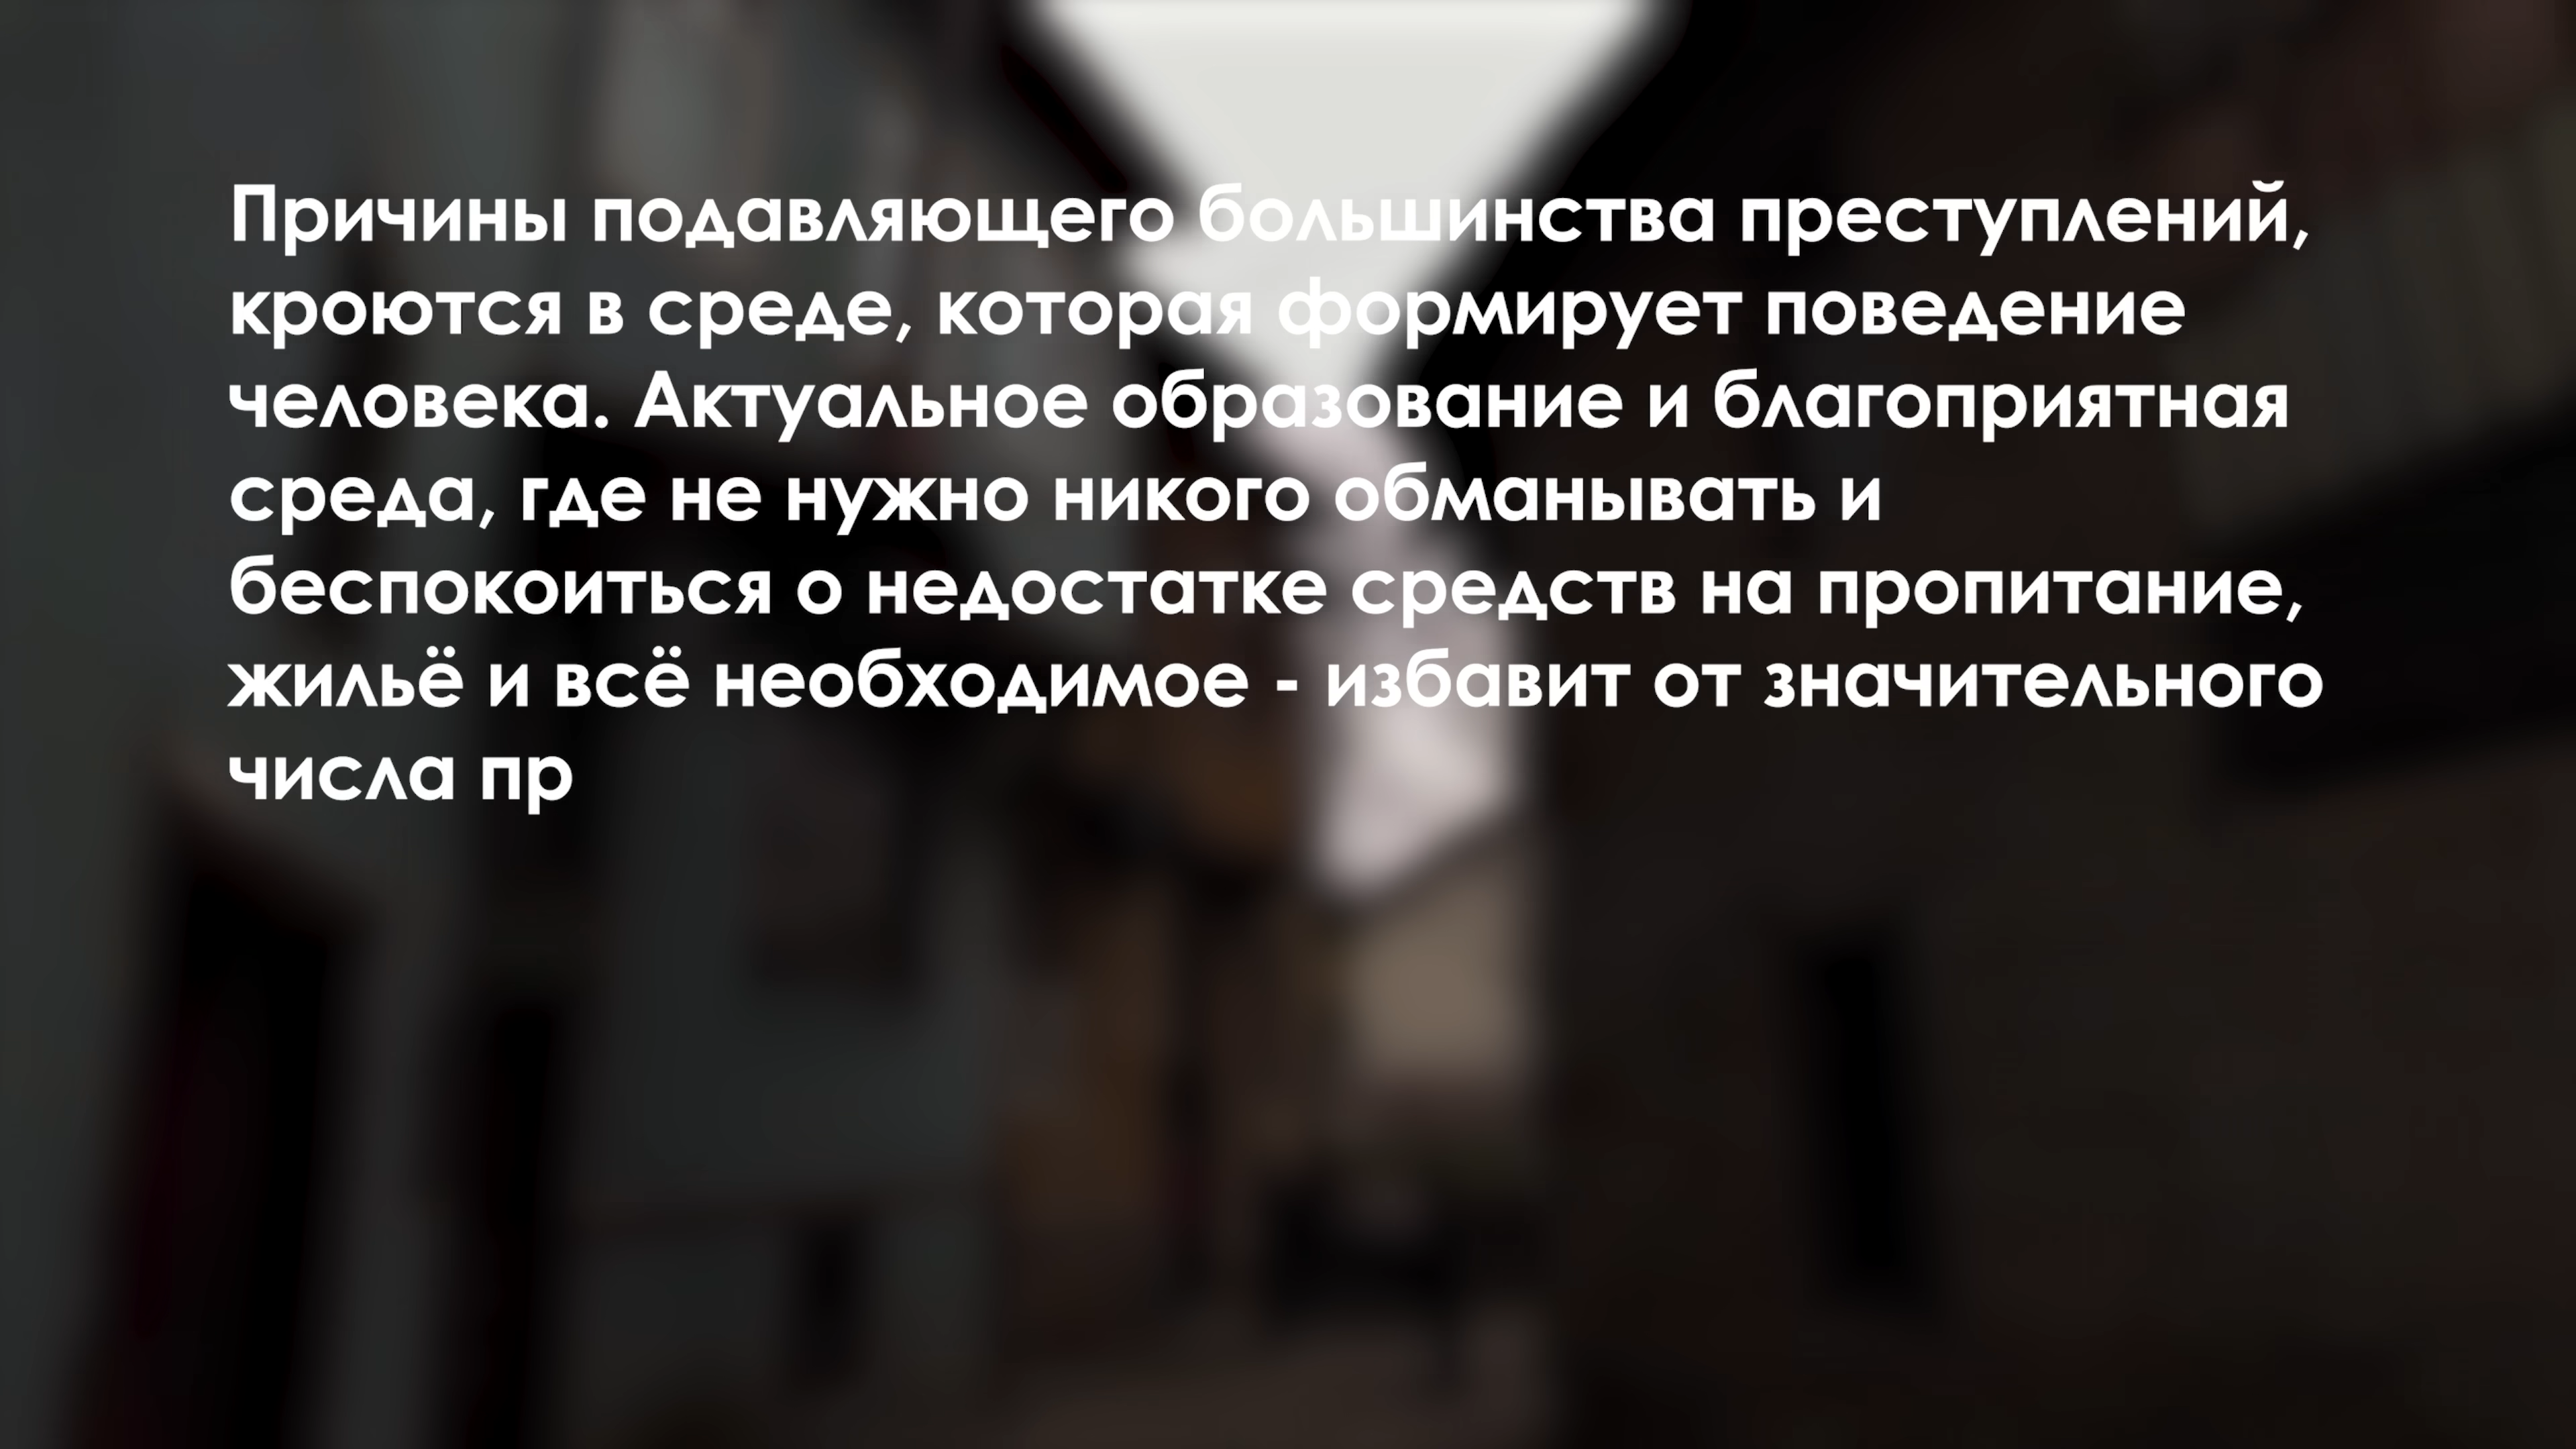 Причины подавляющего большинства преступлений,
кроются в среде, которая формирует поведение
человека. Актуальное образование и благоприятная
среда, где не нужно никого обманывать и
беспокоиться о недостатке средств на пропитание,
жильё и всё необходимое - избавит от значительного
числа пр